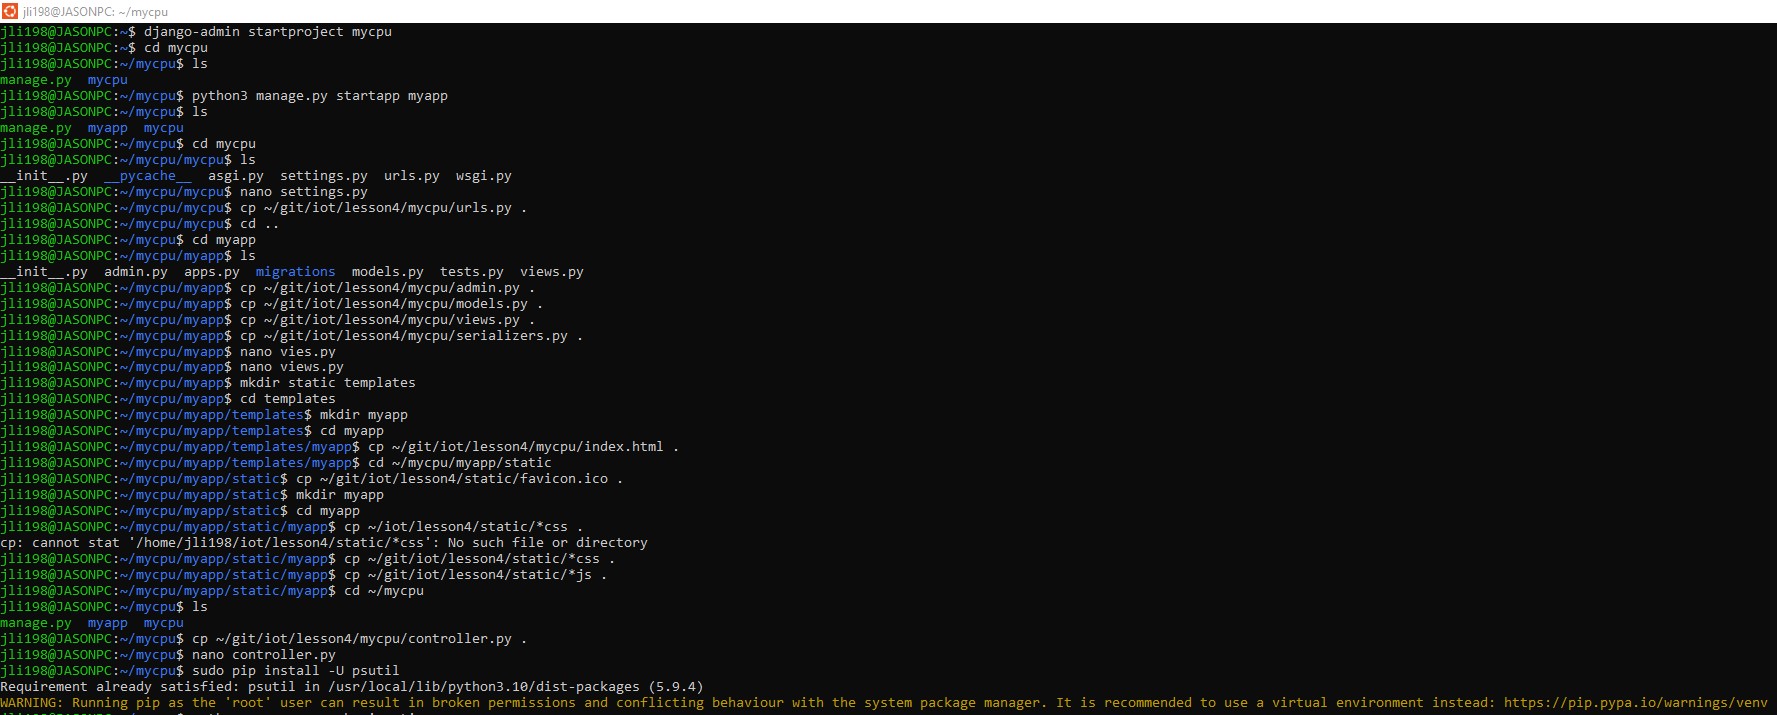 jli198@JASONPC: ~/mycpu
jli198@JASONPC:~$ django-admin startproject mycpu
jli198@JASONPC:~$ cd mycpu
jli198@JASONPC:~/mycpu$ ls
manage.py  mycpu
jli198@JASONPC:~/mycpu$ python3 manage.py startapp myapp
jli198@JASONPC:~/mycpu$ ls
manage.py  myapp  mycpu
jli198@JASONPC:~/mycpu$ cd mycpu
jli198@JASONPC:~/mycpu/mycpu$ ls
__init__.py  __pycache__  asgi.py  settings.py  urls.py  wsgi.py
jli198@JASONPC:~/mycpu/mycpu$ nano settings.py
jli198@JASONPC:~/mycpu/mycpu$ cp ~/git/iot/lesson4/mycpu/urls.py .
jli198@JASONPC:~/mycpu/mycpu$ cd ..
jli198@JASONPC:~/mycpu$ cd myapp
jli198@JASONPC:~/mycpu/myapp$ ls
__init__.py  admin.py  apps.py  migrations  models.py  tests.py  views.py
jli198@JASONPC:~/mycpu/myapp$ cp ~/git/iot/lesson4/mycpu/admin.py .
jli198@JASONPC:~/mycpu/myapp$ cp ~/git/iot/lesson4/mycpu/models.py .
jli198@JASONPC:~/mycpu/myapp$ cp ~/git/iot/lesson4/mycpu/views.py .
jli198@JASONPC:~/mycpu/myapp$ cp ~/git/iot/lesson4/mycpu/serializers.py .
jli198@JASONPC:~/mycpu/myapp$ nano vies.py
jli198@JASONPC:~/mycpu/myapp$ nano views.py
jli198@JASONPC:~/mycpu/myapp$ mkdir static templates
jli198@JASONPC:~/mycpu/myapp$ cd templates
jli198@JASONPC:~/mycpu/myapp/templates$ mkdir myapp
jli198@JASONPC:~/mycpu/myapp/templates$ cd myapp
jli198@JASONPC:~/mycpu/myapp/templates/myapp$ cp ~/git/iot/lesson4/mycpu/index.html .
jli198@JASONPC:~/mycpu/myapp/templates/myapp$ cd ~/mycpu/myapp/static
jli198@JASONPC:~/mycpu/myapp/static$ cp ~/git/iot/lesson4/static/favicon.ico .
jli198@JASONPC:~/mycpu/myapp/static$ mkdir myapp
jli198@JASONPC:~/mycpu/myapp/static$ cd myapp
jli198@JASONPC:~/mycpu/myapp/static/myapp$ cp ~/iot/lesson4/static/*css .
cp: cannot stat '/home/jli198/iot/lesson4/static/*css': No such file or directory
jli198@JASONPC:~/mycpu/myapp/static/myapp$ cp ~/git/iot/lesson4/static/*css .
jli198@JASONPC:~/mycpu/myapp/static/myapp$ cp ~/git/iot/lesson4/static/*js .
jli198@JASONPC:~/mycpu/myapp/static/myapp$ cd ~/mycpu
jli198@JASONPC:~/mycpu$ ls
manage.py  myapp  mycpu
jli198@JASONPC:~/mycpu$ cp ~/git/iot/lesson4/mycpu/controller.py .
jli198@JASONPC:~/mycpu$ nano controller.py
jli198@JASONPC:~/mycpu$ sudo pip install -U psutil
Requirement already satisfied: psutil in /usr/local/lib/python3.10/dist-packages (5.9.4)
WARNING: Running pip as the 'root' user can result in broken permissions and conflicting behaviour with the system package manager. It is recommended to use a virtual environment instead: https://pip.pypa.io/warnings/venv